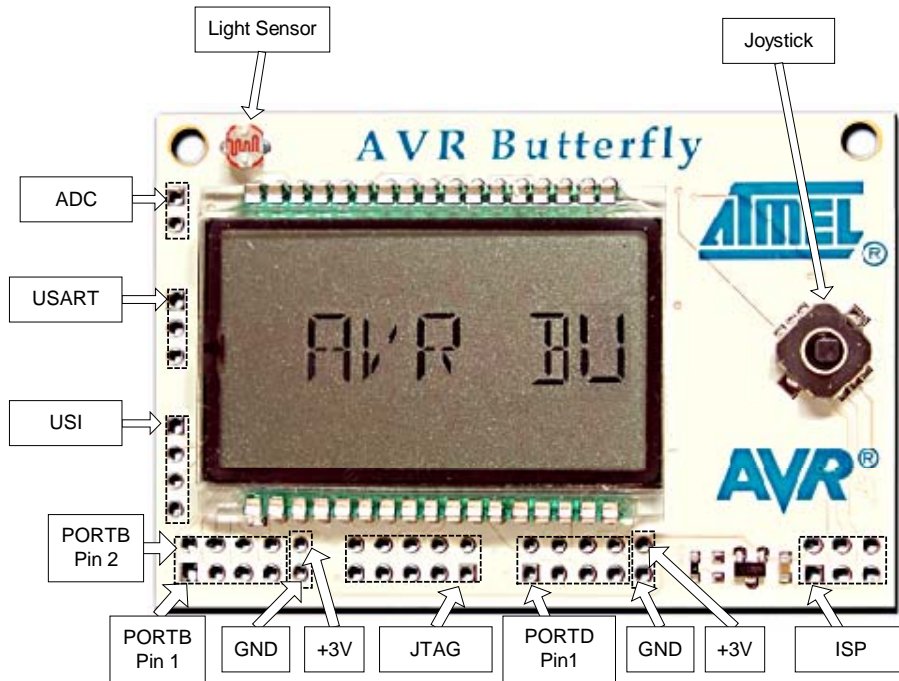 Light Sensor
Joystick
AVR Butterfly
ADC
ATMEL®
USART
AVR BU
USI
AVR®
PORTB
Pin 2
PORTB
Pin 1
GND
+3V
JTAG
PORTD
Pin1
GND
+3V
ISP